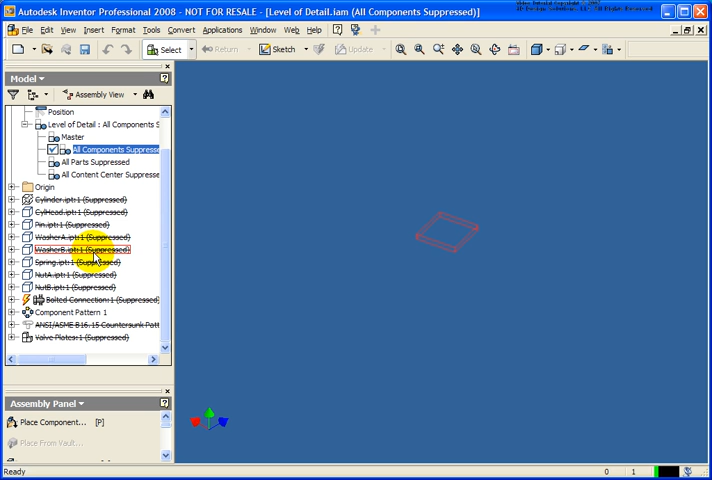 Autodesk Inventor Professional 2008 - NOT FOR RESALE - [Level of Detail.iam (All Components Suppressed)]
File Edit View Insert Format Tools Convert Applications Window Web Help
Select Return Sketch Update
Model
Assembly View
Position
Level of Detail : All Components S
Master
All Components Suppresse
All Parts Suppressed
All Content Center Suppresse
Origin
Cylinder.ipt:1 (Suppressed)
CylHead.ipt:1 (Suppressed)
Pin.ipt:1 (Suppressed)
WasherA.ipt:1 (Suppressed)
WasherB.ipt:1 (Suppressed)
Spring.ipt:1 (Suppressed)
NutA.ipt:1 (Suppressed)
NutB.ipt:1 (Suppressed)
Bolted Connection:1 (Suppressed)
Component Pattern 1
ANSI/ASME B16.15 Countersunk Patt
Valve Plates:1 (Suppressed)
Assembly Panel
Place Component... [P]
Place From Vault...
Ready 0 1